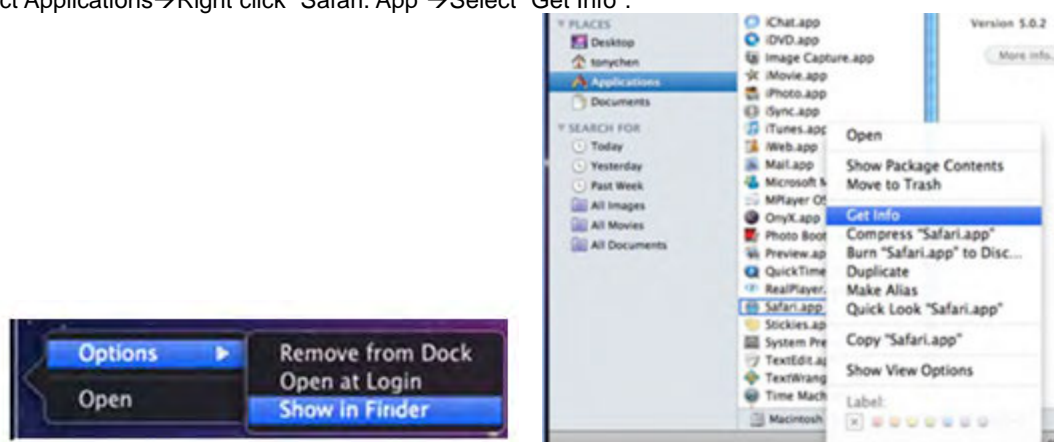 ct Applications→Right click "Safari. App"→Select "Get Info".
Options
Open
Remove from Dock
Open at Login
Show in Finder
PLACES
Desktop
tonychen
Applications
Documents
SEARCH FOR
Today
Yesterday
Past Week
All Images
All Movies
All Documents
iChat.app
iDVD.app
Image Capture.app
iMovie.app
iPhoto.app
iSync.app
iTunes.app
iWeb.app
Mail.app
Microsoft M
MPlayer OS
OnyX.app
Photo Boot
Preview.ap
QuickTime
RealPlayer.
Safari.app
Stickies.ap
System Pre
TextEdit.ap
TextWrang
Time Mach
Macintosh
Version 5.0.2
More info.
Open
Show Package Contents
Move to Trash
Get Info
Compress "Safari.app"
Burn "Safari.app" to Disc...
Duplicate
Make Alias
Quick Look "Safari.app"
Copy "Safari.app"
Show View Options
Label: